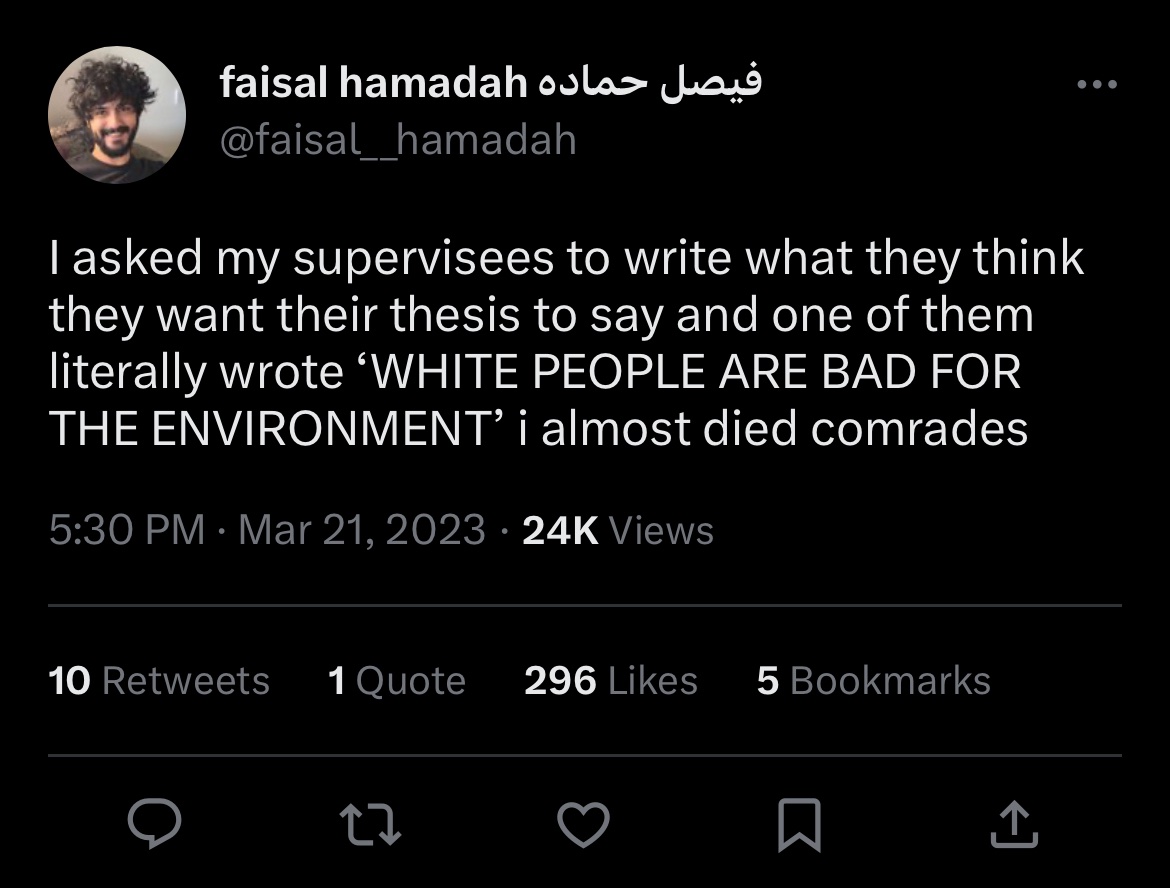 faisal hamadah فيصل حماده
@faisal__hamadah
I asked my supervisees to write what they think
they want their thesis to say and one of them
literally wrote ‘WHITE PEOPLE ARE BAD FOR
THE ENVIRONMENT’ i almost died comrades
5:30 PM · Mar 21, 2023 · 24K Views
10 Retweets 1 Quote 296 Likes 5 Bookmarks